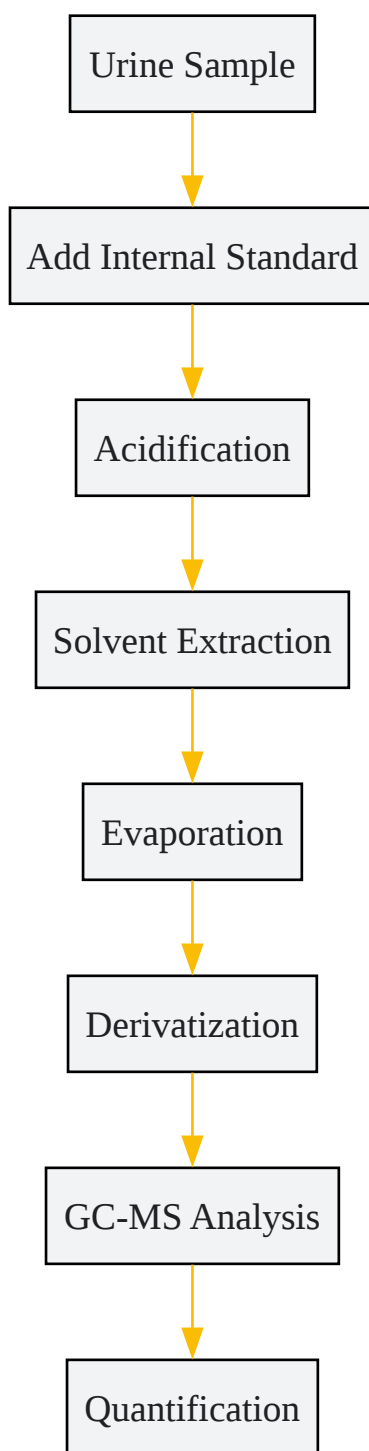 Urine Sample
Add Internal Standard
Acidification
Solvent Extraction
Evaporation
Derivatization
GC-MS Analysis
Quantification